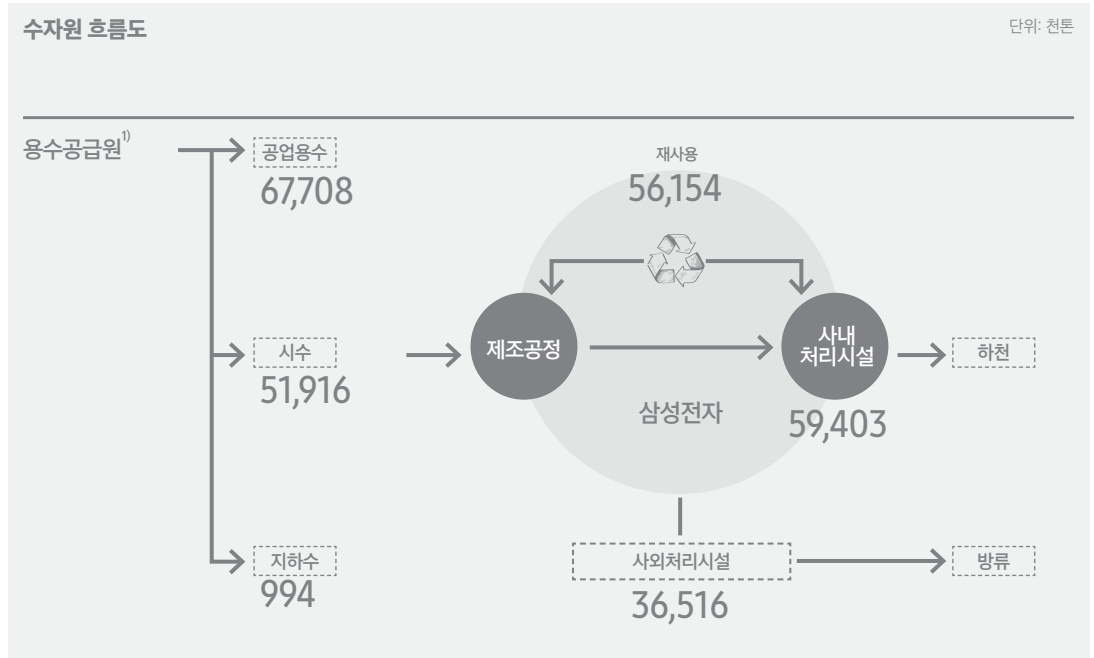 수자원 흐름도
단위: 천톤
용수공급원1)
공업용수
67,708
재사용
56,154
시수
51,916
제조공정
사내
처리시설
하천
삼성전자
59,403
지하수
994
사외처리시설
36,516
방류